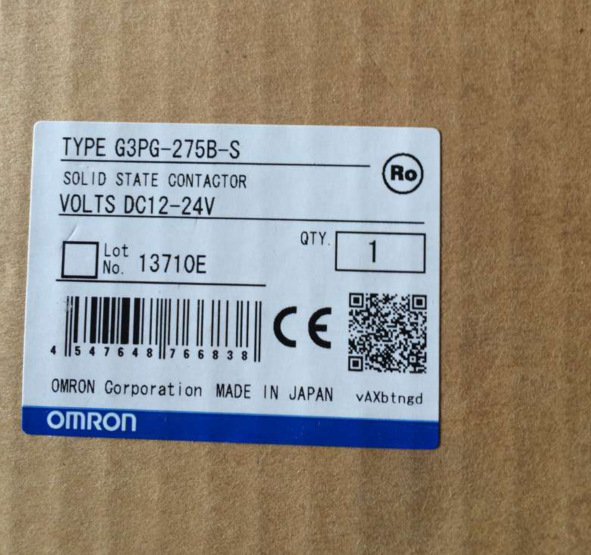 TYPE G3PG-275B-S
Ro
SOLID STATE CONTACTOR
VOLTS DC12-24V
Lot No. 13710E
QTY. 1
4 547648 766838
CE
OMRON Corporation MADE IN JAPAN
vAXbtngd
OMRON